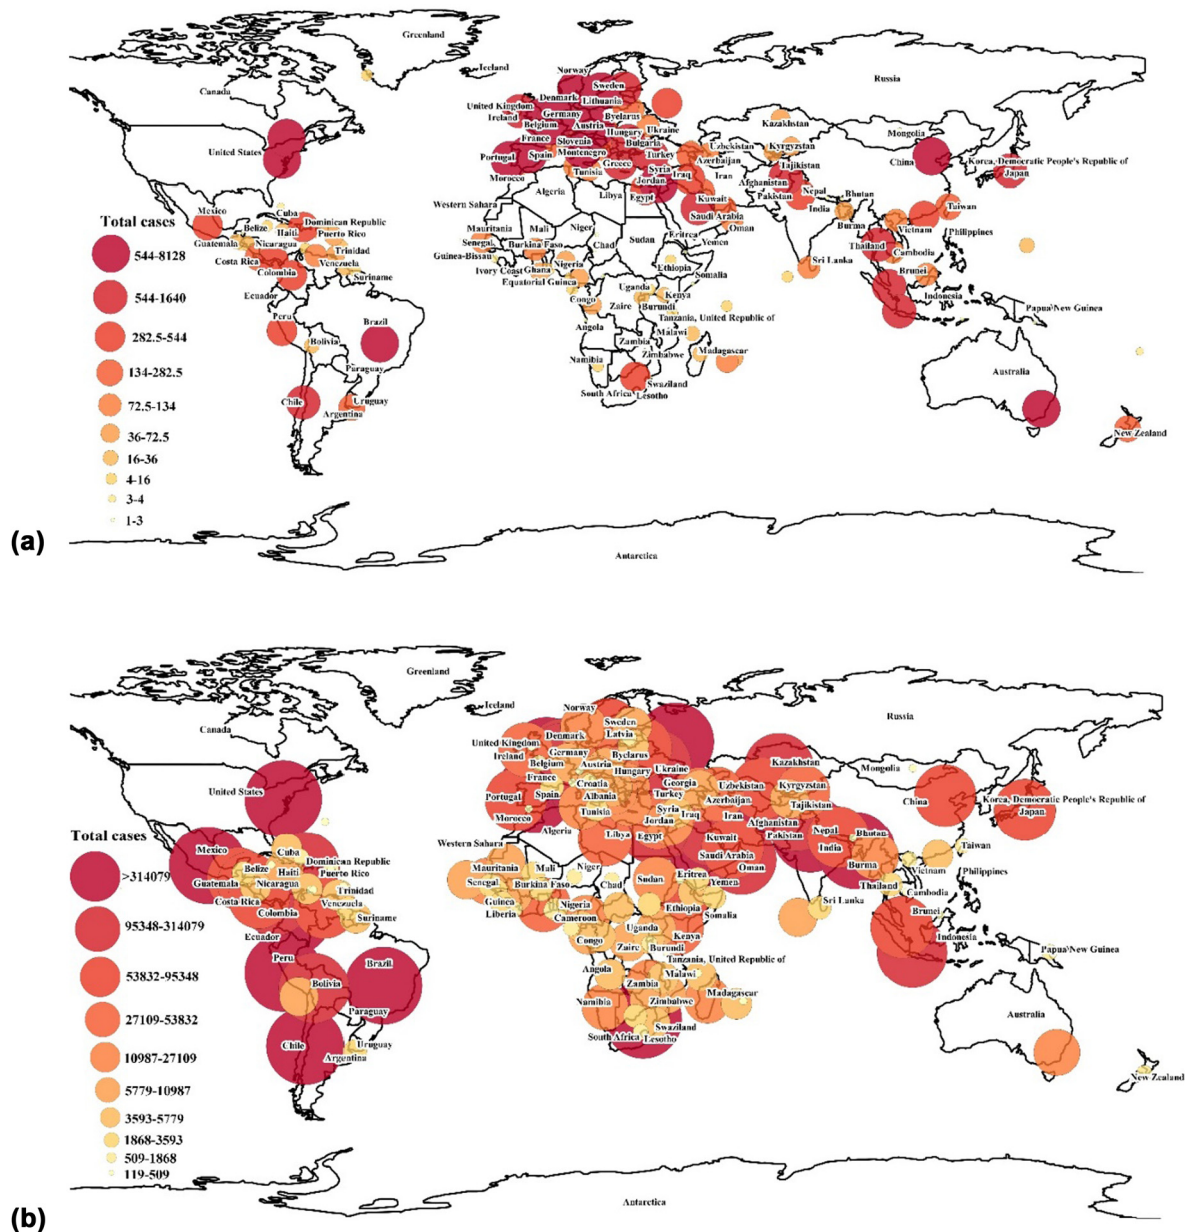 Greenland
Iceland
Norway
Sweden
Russia
Canada
United Kingdom
Denmark
Lithuania
Ireland
Germany
Byelarus
Belgium
Austria
Ukraine
Kazakhstan
Mongolia
France
Hungary
Slovenia
Bulgaria
Uzbekistan
Kyrgyzstan
United States
Portugal
Spain
Montenegro
Greece
Turkey
Azerbaijan
Tajikistan
China
Korea, Democratic People's Republic of
Japan
Morocco
Tunisia
Syria
Iraq
Iran
Afghanistan
Algeria
Libya
Jordan
Egypt
Kuwait
Pakistan
Nepal
Bhutan
Western Sahara
Saudi Arabia
India
Taiwan
Mexico
Cuba
Total cases
Belize
Haiti
Dominican Republic
Mauritania
Mali
Niger
Oman
Burma
Vietnam
Philippines
Guatemala
Nicaragua
Puerto Rico
Senegal
Burkina Faso
Chad
Sudan
Eritrea
Yemen
Thailand
544-8128
Costa Rica
Venezuela
Trinidad
Guinea-Bissau
Ivory Coast
Ghana
Nigeria
Ethiopia
Somalia
Sri Lanka
Cambodia
Colombia
Suriname
Equatorial Guinea
Uganda
Kenya
Brunei
Indonesia
544-1640
Ecuador
Congo
Zaire
Burundi
Papua New Guinea
Peru
Brazil
Tanzania, United Republic of
282.5-544
Bolivia
Angola
Zambia
Malawi
Paraguay
Namibia
Zimbabwe
Madagascar
134-282.5
Australia
Chile
Uruguay
Argentina
South Africa
Swaziland
Lesotho
72.5-134
New Zealand
36-72.5
16-36
4-16
3-4
1-3
(a)
Antarctica
Greenland
Iceland
Norway
Sweden
Russia
Canada
United Kingdom
Denmark
Latvia
Ireland
Germany
Byelarus
Belgium
Austria
Hungary
Ukraine
Kazakhstan
Mongolia
France
Croatia
Georgia
Uzbekistan
Kyrgyzstan
United States
Portugal
Spain
Albania
Turkey
Azerbaijan
Tajikistan
China
Korea, Democratic People's Republic of
Japan
Morocco
Tunisia
Syria
Iraq
Iran
Afghanistan
Algeria
Libya
Jordan
Egypt
Kuwait
Pakistan
Nepal
Bhutan
Total cases
Mexico
Cuba
Western Sahara
Saudi Arabia
India
Taiwan
Belize
Haiti
Dominican Republic
Puerto Rico
Mauritania
Mali
Niger
Oman
Burma
Vietnam
Philippines
>314079
Guatemala
Nicaragua
Trinidad
Senegal
Burkina Faso
Chad
Sudan
Eritrea
Yemen
Thailand
Cambodia
Costa Rica
Venezuela
Guinea
Nigeria
Ethiopia
Somalia
Sri Lanka
95348-314079
Colombia
Suriname
Liberia
Cameroon
Uganda
Kenya
Brunei
Indonesia
Ecuador
Congo
Zaire
Burundi
Papua New Guinea
53832-95348
Peru
Brazil
Tanzania, United Republic of
Bolivia
Angola
Zambia
Malawi
27109-53832
Paraguay
Namibia
Zimbabwe
Madagascar
Australia
10987-27109
Chile
Uruguay
Argentina
South Africa
Swaziland
Lesotho
5779-10987
New Zealand
3593-5779
1868-3593
509-1868
119-509
(b)
Antarctica